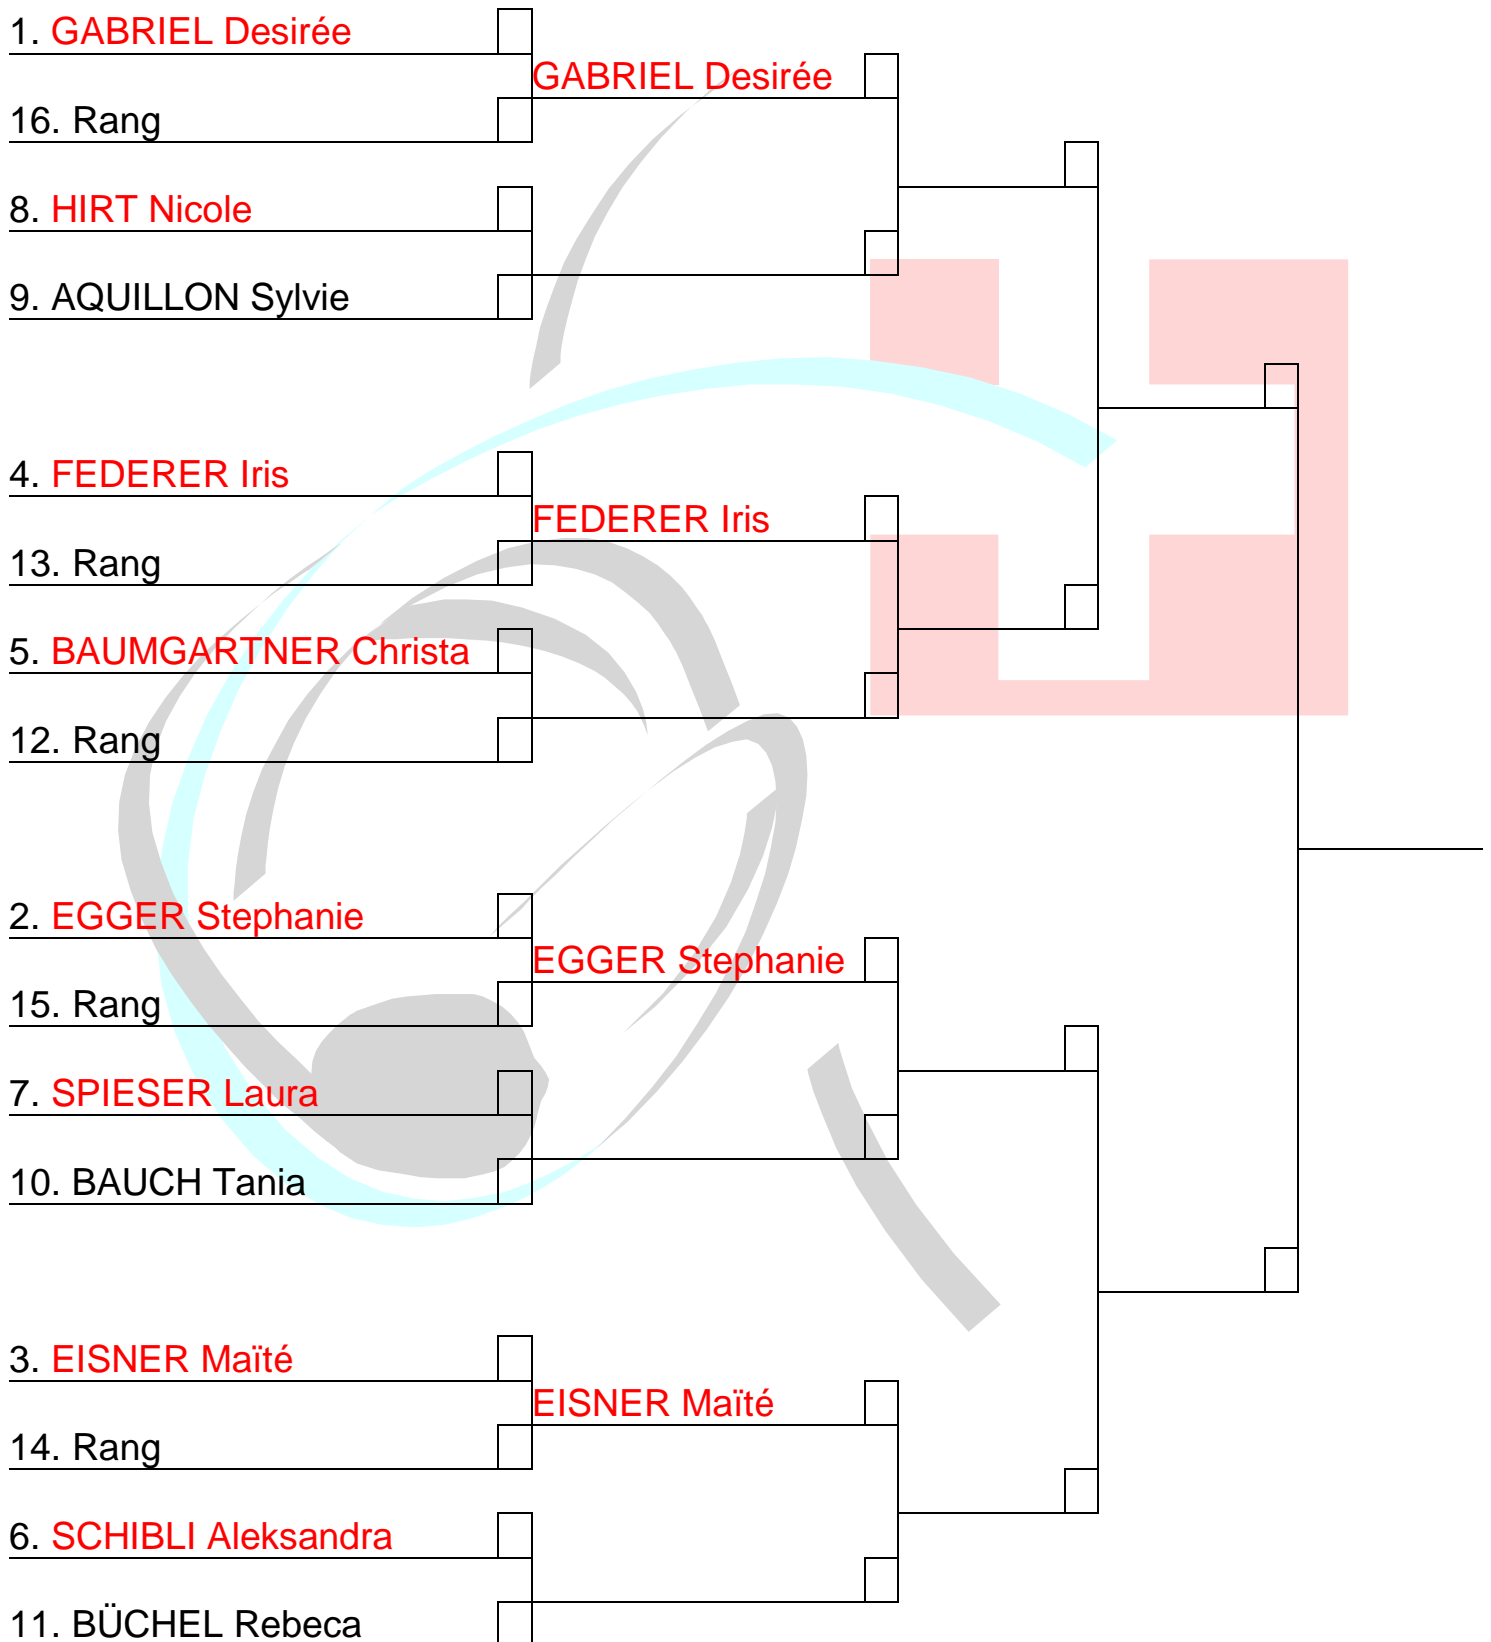 1. GABRIEL Desirée
GABRIEL Desirée
16. Rang
8. HIRT Nicole
9. AQUILLON Sylvie
4. FEDERER Iris
FEDERER Iris
13. Rang
5. BAUMGARTNER Christa
12. Rang
2. EGGER Stephanie
EGGER Stephanie
15. Rang
7. SPIESER Laura
10. BAUCH Tania
3. EISNER Maïté
EISNER Maïté
14. Rang
6. SCHIBLI Aleksandra
11. BÜCHEL Rebeca